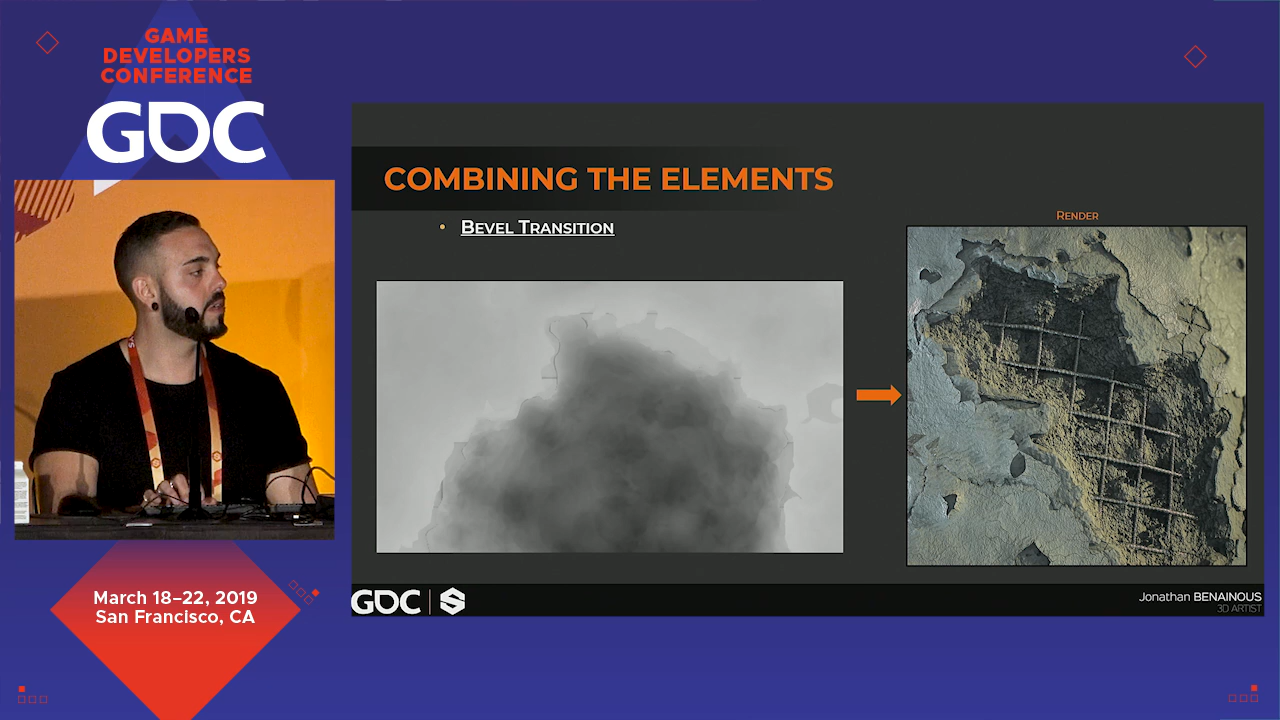 GAME
DEVELOPERS
CONFERENCE
GDC
COMBINING THE ELEMENTS
• BEVEL TRANSITION
RENDER
GDC
Jonathan BENAINOUS
3D ARTIST
March 18–22, 2019
San Francisco, CA